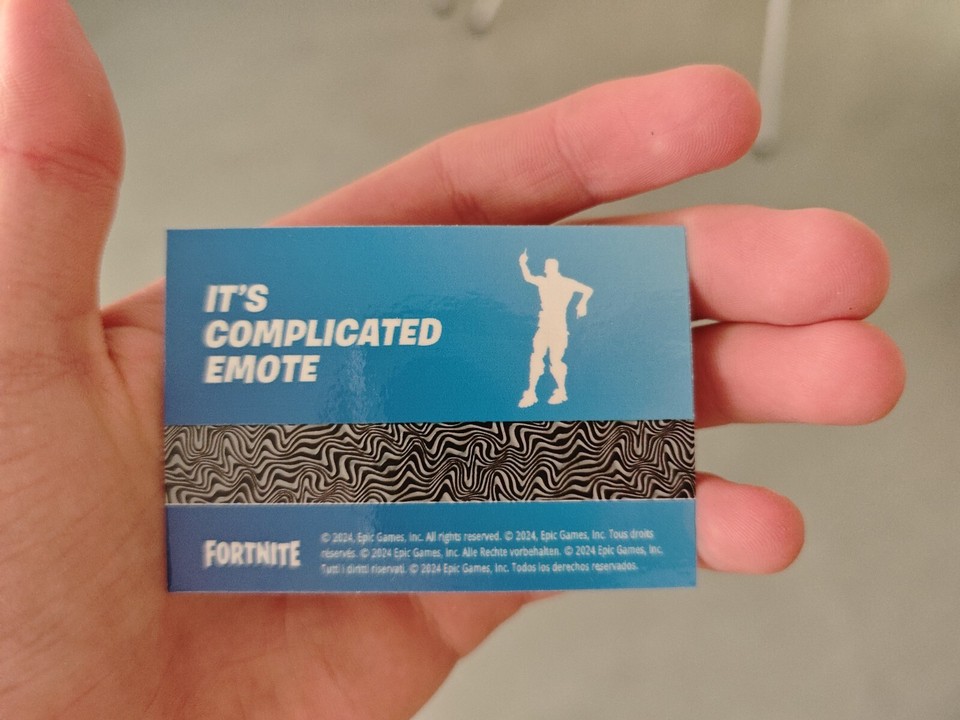 IT'S
COMPLICATED
EMOTE
FORTNITE
© 2024, Epic Games, Inc. All rights reserved. © 2024, Epic Games, Inc. Tous droits
réservés. © 2024 Epic Games, Inc. Alle Rechte vorbehalten. © 2024 Epic Games, Inc.
Tutti i diritti riservati. © 2024 Epic Games, Inc. Todos los derechos reservados.